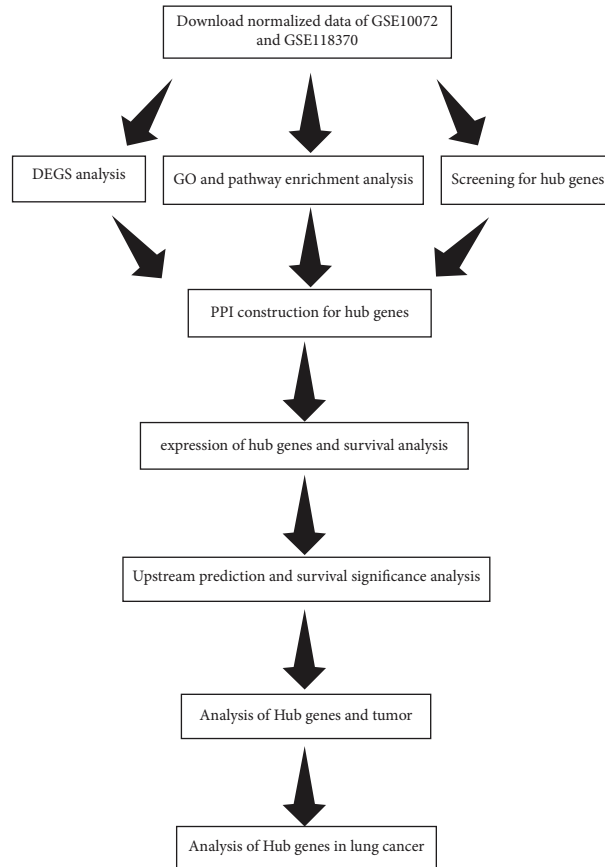 Download normalized data of GSE10072
and GSE118370
DEGS analysis
GO and pathway enrichment analysis
Screening for hub genes
PPI construction for hub genes
expression of hub genes and survival analysis
Upstream prediction and survival significance analysis
Analysis of Hub genes and tumor
Analysis of Hub genes in lung cancer